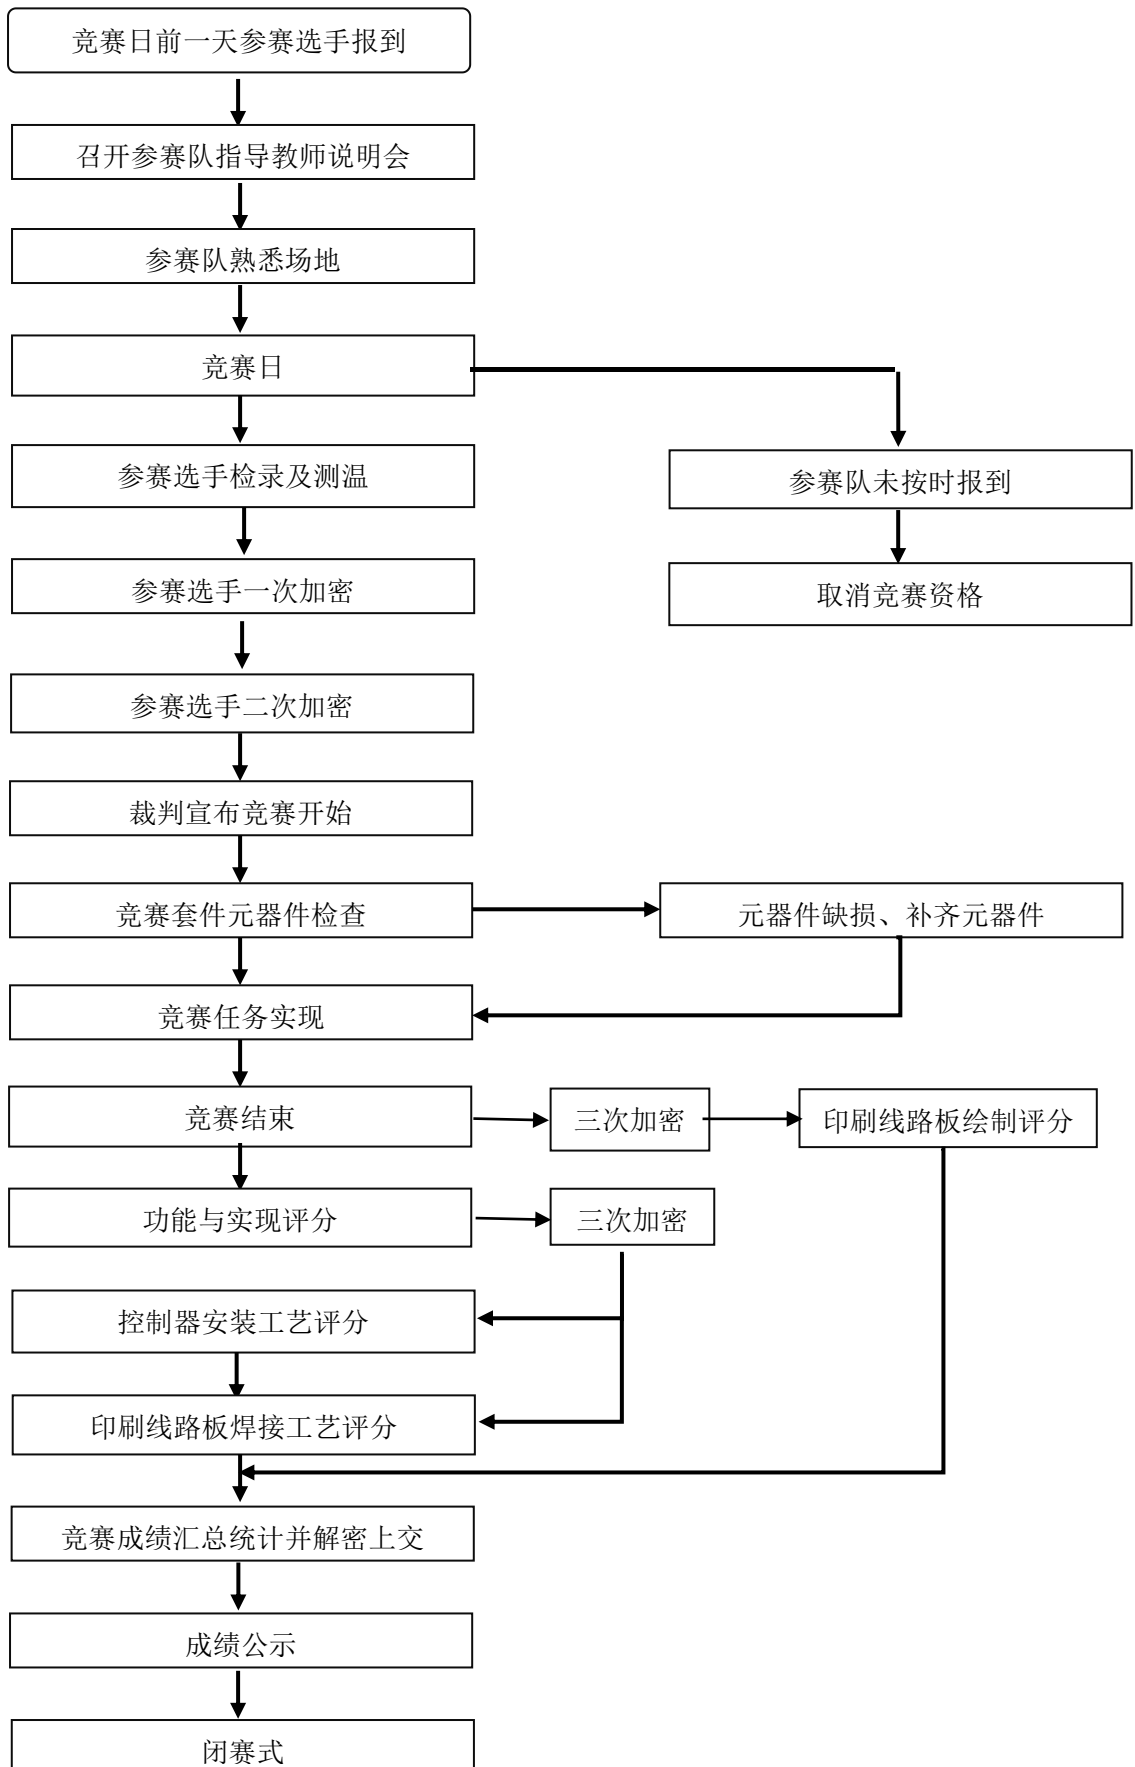 竞赛日前一天参赛选手报到
召开参赛队指导教师说明会
参赛队熟悉场地
竞赛日
参赛选手检录及测温
参赛队未按时报到
参赛选手一次加密
取消竞赛资格
参赛选手二次加密
裁判宣布竞赛开始
竞赛套件元器件检查
元器件缺损、补齐元器件
竞赛任务实现
竞赛结束
三次加密
印刷线路板绘制评分
功能与实现评分
三次加密
控制器安装工艺评分
印刷线路板焊接工艺评分
竞赛成绩汇总统计并解密上交
成绩公示
闭赛式